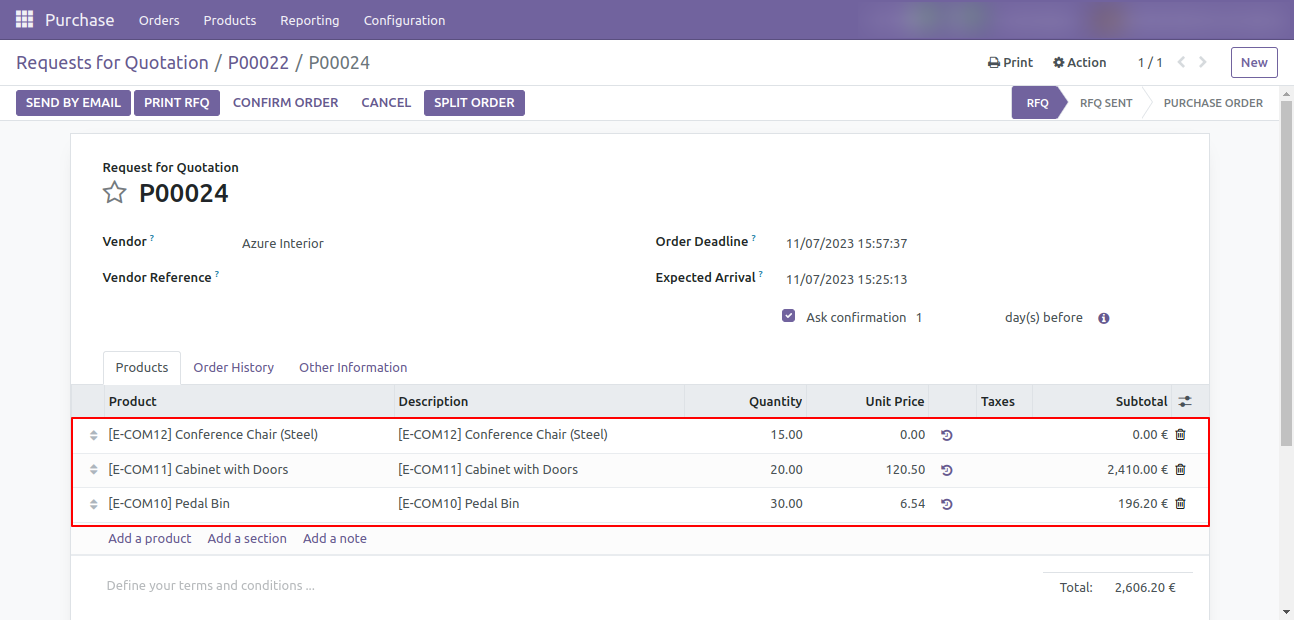 Purchase Orders Products Reporting Configuration
Requests for Quotation / P00022 / P00024 Print Action 1 / 1 New
SEND BY EMAIL PRINT RFQ CONFIRM ORDER CANCEL SPLIT ORDER RFQ RFQ SENT PURCHASE ORDER
Request for Quotation
P00024
Vendor ? Azure Interior Order Deadline ? 11/07/2023 15:57:37
Vendor Reference ? Expected Arrival ? 11/07/2023 15:25:13
Ask confirmation 1 day(s) before
Products Order History Other Information
Product Description Quantity Unit Price Taxes Subtotal
[E-COM12] Conference Chair (Steel) [E-COM12] Conference Chair (Steel) 15.00 0.00 0.00 €
[E-COM11] Cabinet with Doors [E-COM11] Cabinet with Doors 20.00 120.50 2,410.00 €
[E-COM10] Pedal Bin [E-COM10] Pedal Bin 30.00 6.54 196.20 €
Add a product Add a section Add a note
Define your terms and conditions ... Total: 2,606.20 €